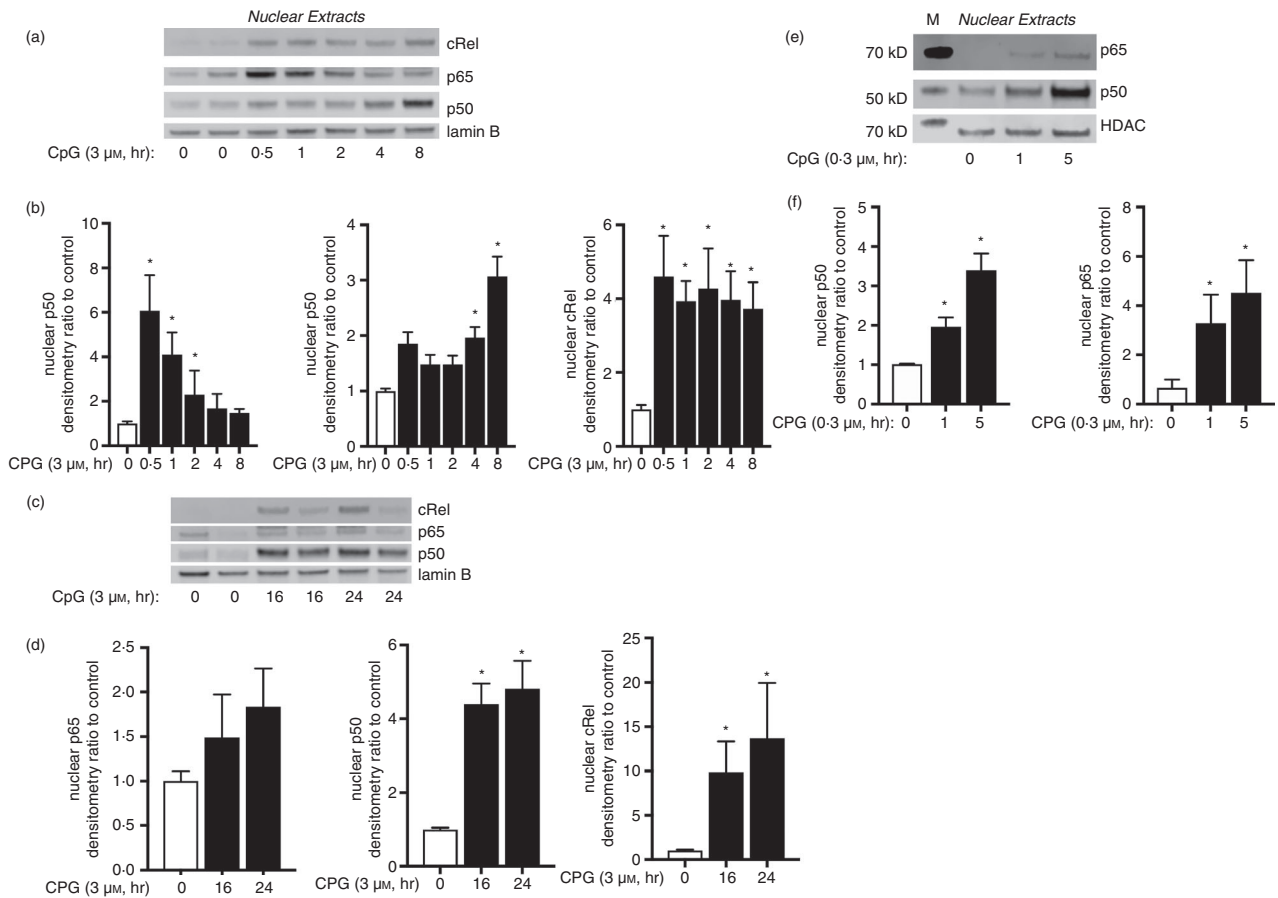 (a)
Nuclear Extracts
cRel
p65
p50
lamin B
CpG (3 μM, hr): 0 0 0·5 1 2 4 8
(b)
nuclear p50
densitometry ratio to control
10
8
6
4
2
0
* * *
CPG (3 μM, hr) 0 0·5 1 2 4 8
nuclear p50
densitometry ratio to control
4
3
2
1
0
* *
CPG (3 μM, hr) 0 0·5 1 2 4 8
nuclear cRel
densitometry ratio to control
6
4
2
0
* * * * *
CPG (3 μM, hr) 0 0·5 1 2 4 8
(c)
cRel
p65
p50
lamin B
CpG (3 μM, hr): 0 0 16 16 24 24
(d)
nuclear p65
densitometry ratio to control
2·5
2·0
1·5
1·0
0·5
0·0
CPG (3 μM, hr) 0 16 24
nuclear p50
densitometry ratio to control
6
4
2
0
* *
CPG (3 μM, hr) 0 16 24
nuclear cRel
densitometry ratio to control
25
20
15
10
5
0
* *
CPG (3 μM, hr) 0 16 24
(e)
M Nuclear Extracts
70 kD p65
50 kD p50
70 kD HDAC
CpG (0·3 μM, hr): 0 1 5
(f)
nuclear p50
densitometry ratio to control
5
4
3
2
1
0
* *
CPG (0·3 μM, hr): 0 1 5
nuclear p65
densitometry ratio to control
8
6
4
2
0
* *
CPG (0·3 μM, hr): 0 1 5